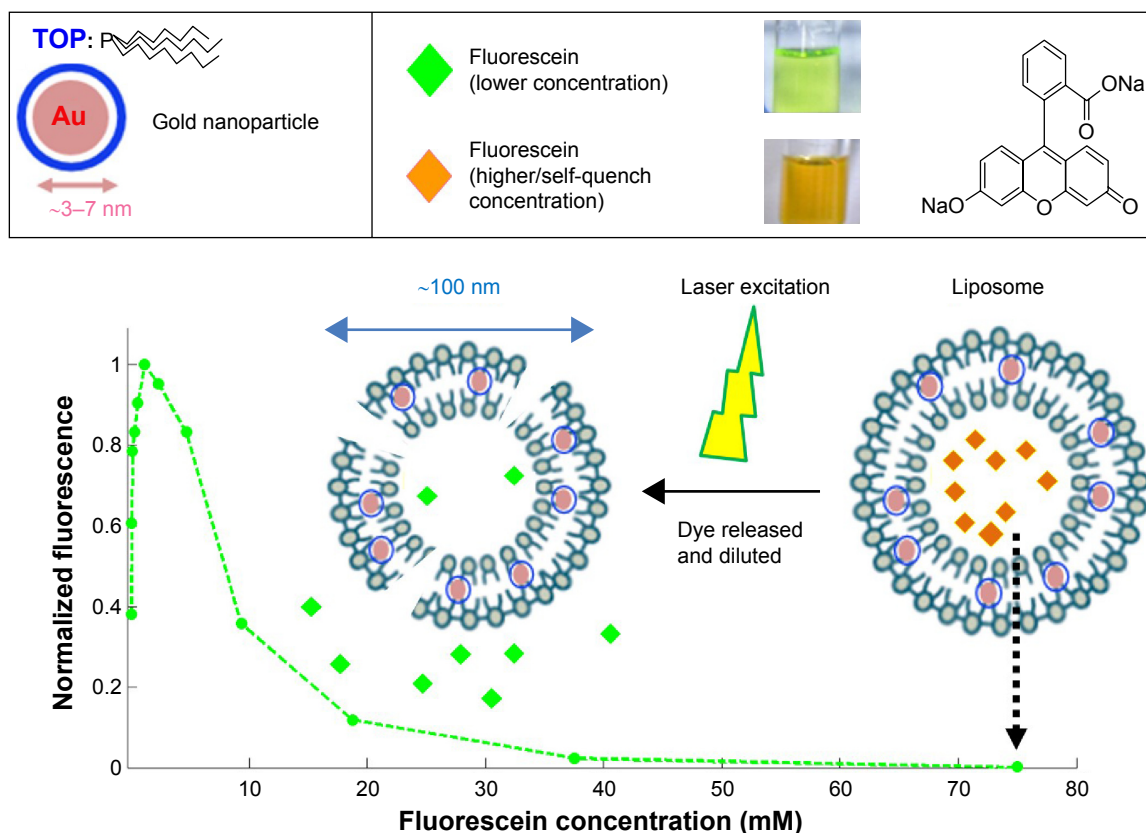 TOP: P
Au
Gold nanoparticle
~3–7 nm
Fluorescein
(lower concentration)
Fluorescein
(higher/self-quench
concentration)
ONa
O
NaO
O
O
~100 nm
Laser excitation
Liposome
Dye released
and diluted
Normalized fluorescence
1
0.8
0.6
0.4
0.2
0
10
20
30
40
50
60
70
80
Fluorescein concentration (mM)